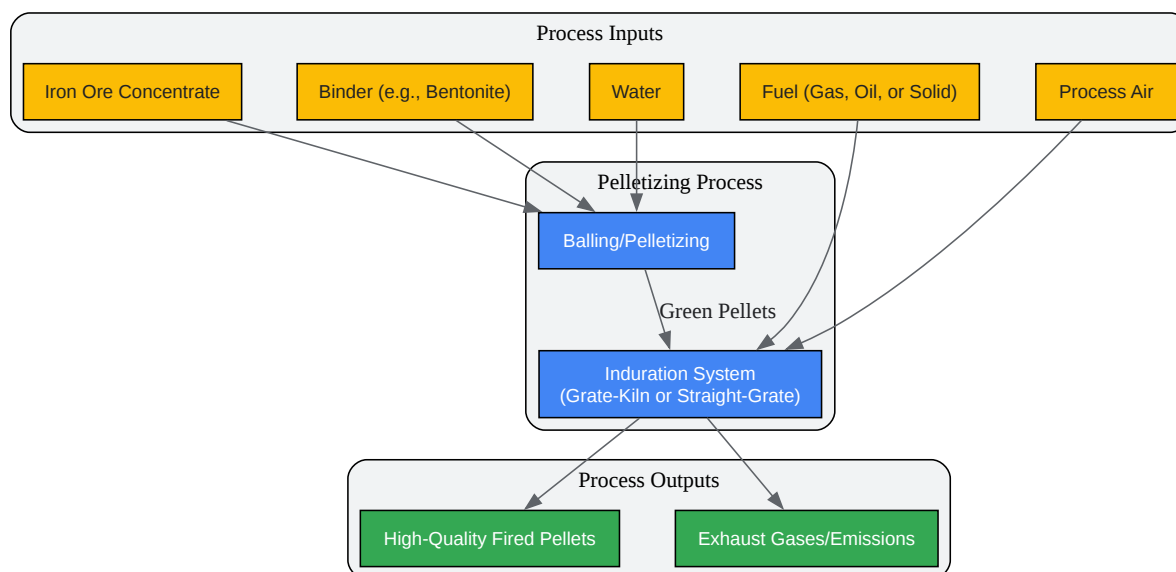 Process Inputs
Iron Ore Concentrate
Binder (e.g., Bentonite)
Water
Fuel (Gas, Oil, or Solid)
Process Air
Pelletizing Process
Balling/Pelletizing
Green Pellets
Induration System
(Grate-Kiln or Straight-Grate)
Process Outputs
High-Quality Fired Pellets
Exhaust Gases/Emissions